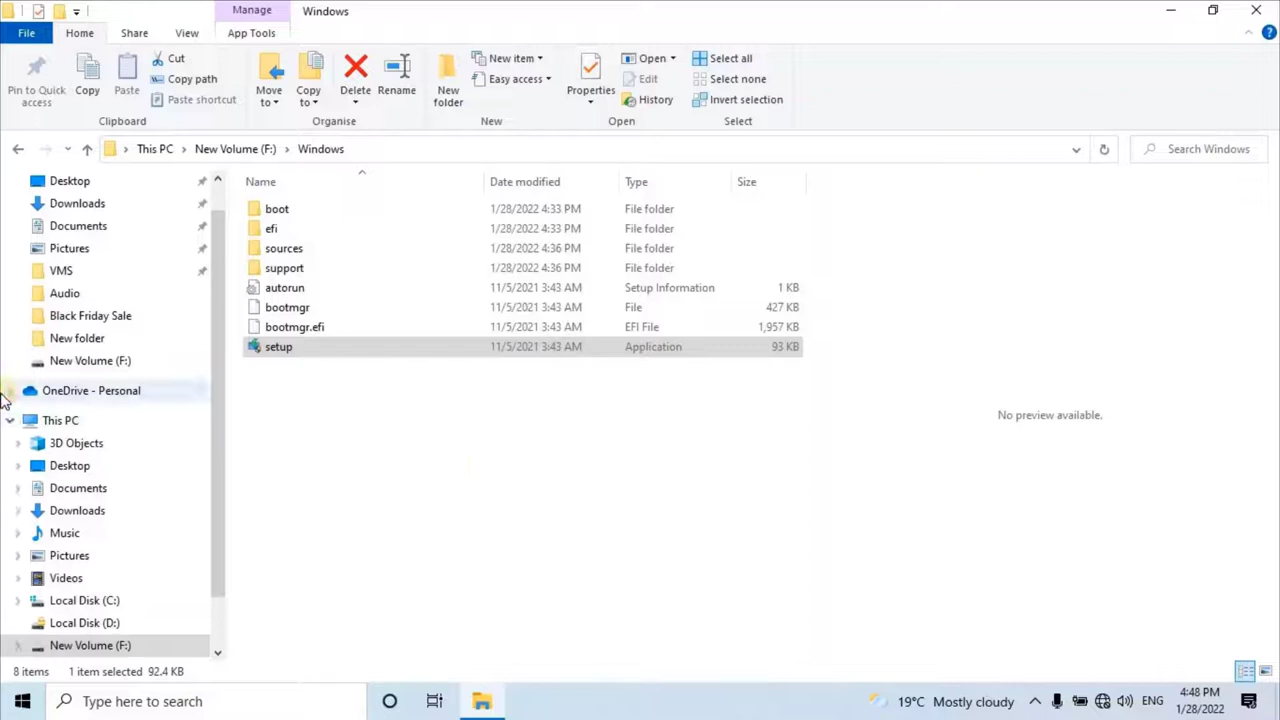 Manage
Windows
File
Home
Share
View
App Tools
Pin to Quick access
Copy
Paste
Cut
Copy path
Paste shortcut
Clipboard
Move to
Copy to
Delete
Rename
Organise
New folder
New item
Easy access
New
Properties
Open
Edit
History
Open
Select all
Select none
Invert selection
Select
This PC > New Volume (F:) > Windows
Search Windows
Desktop
Downloads
Documents
Pictures
VMS
Audio
Black Friday Sale
New folder
New Volume (F:)
OneDrive - Personal
This PC
3D Objects
Desktop
Documents
Downloads
Music
Pictures
Videos
Local Disk (C:)
Local Disk (D:)
New Volume (F:)
Name Date modified Type Size
boot 1/28/2022 4:33 PM File folder
efi 1/28/2022 4:33 PM File folder
sources 1/28/2022 4:36 PM File folder
support 1/28/2022 4:36 PM File folder
autorun 11/5/2021 3:43 AM Setup Information 1 KB
bootmgr 11/5/2021 3:43 AM File 427 KB
bootmgr.efi 11/5/2021 3:43 AM EFI File 1,957 KB
setup 11/5/2021 3:43 AM Application 93 KB
No preview available.
8 items 1 item selected 92.4 KB
Type here to search
19°C Mostly cloudy
ENG
4:48 PM
1/28/2022